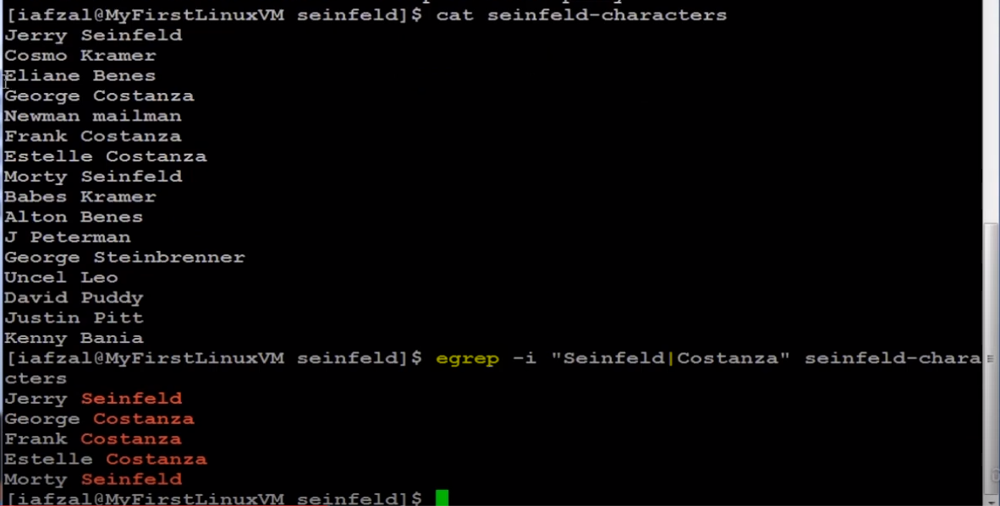 [iafzal@MyFirstLinuxVM seinfeld]$ cat seinfeld-characters
Jerry Seinfeld
Cosmo Kramer
Eliane Benes
George Costanza
Newman mailman
Frank Costanza
Estelle Costanza
Morty Seinfeld
Babes Kramer
Alton Benes
J Peterman
George Steinbrenner
Uncel Leo
David Puddy
Justin Pitt
Kenny Bania
[iafzal@MyFirstLinuxVM seinfeld]$ egrep -i "Seinfeld|Costanza" seinfeld-chara
cters
Jerry Seinfeld
George Costanza
Frank Costanza
Estelle Costanza
Morty Seinfeld
[iafzal@MyFirstLinuxVM seinfeld]$